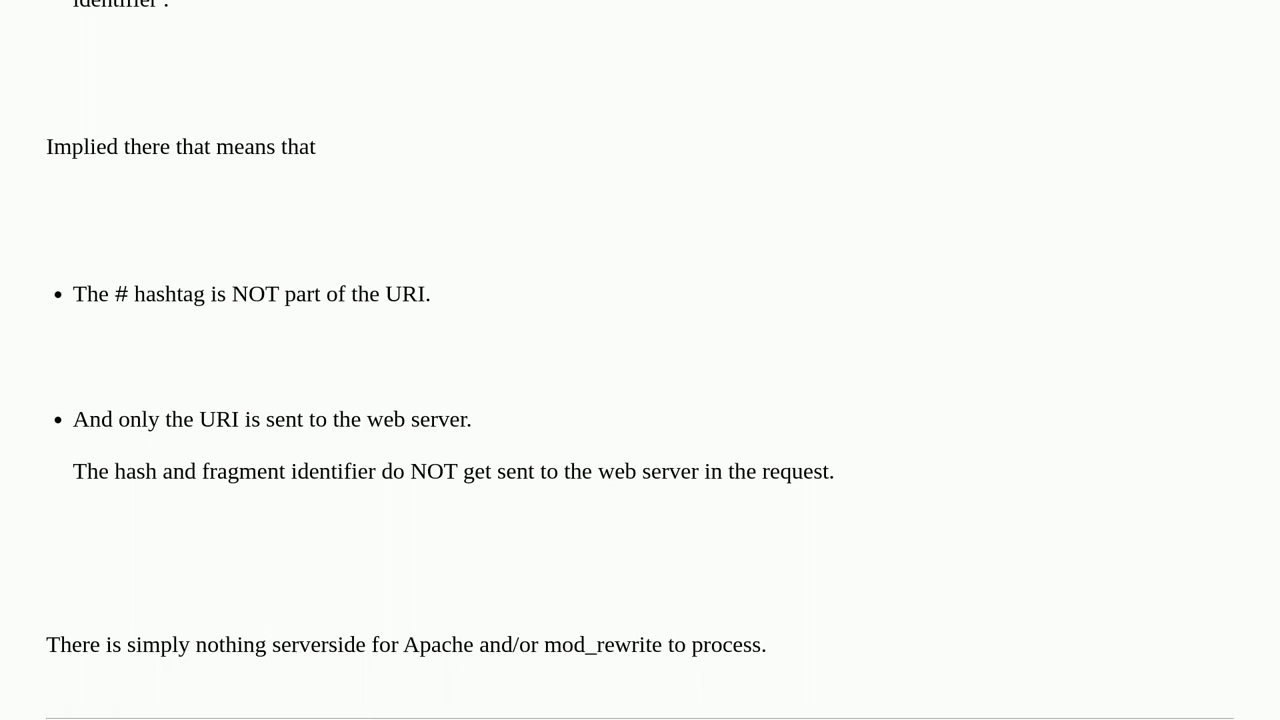 identifier .
Implied there that means that
• The # hashtag is NOT part of the URI.
• And only the URI is sent to the web server.
The hash and fragment identifier do NOT get sent to the web server in the request.
There is simply nothing serverside for Apache and/or mod_rewrite to process.